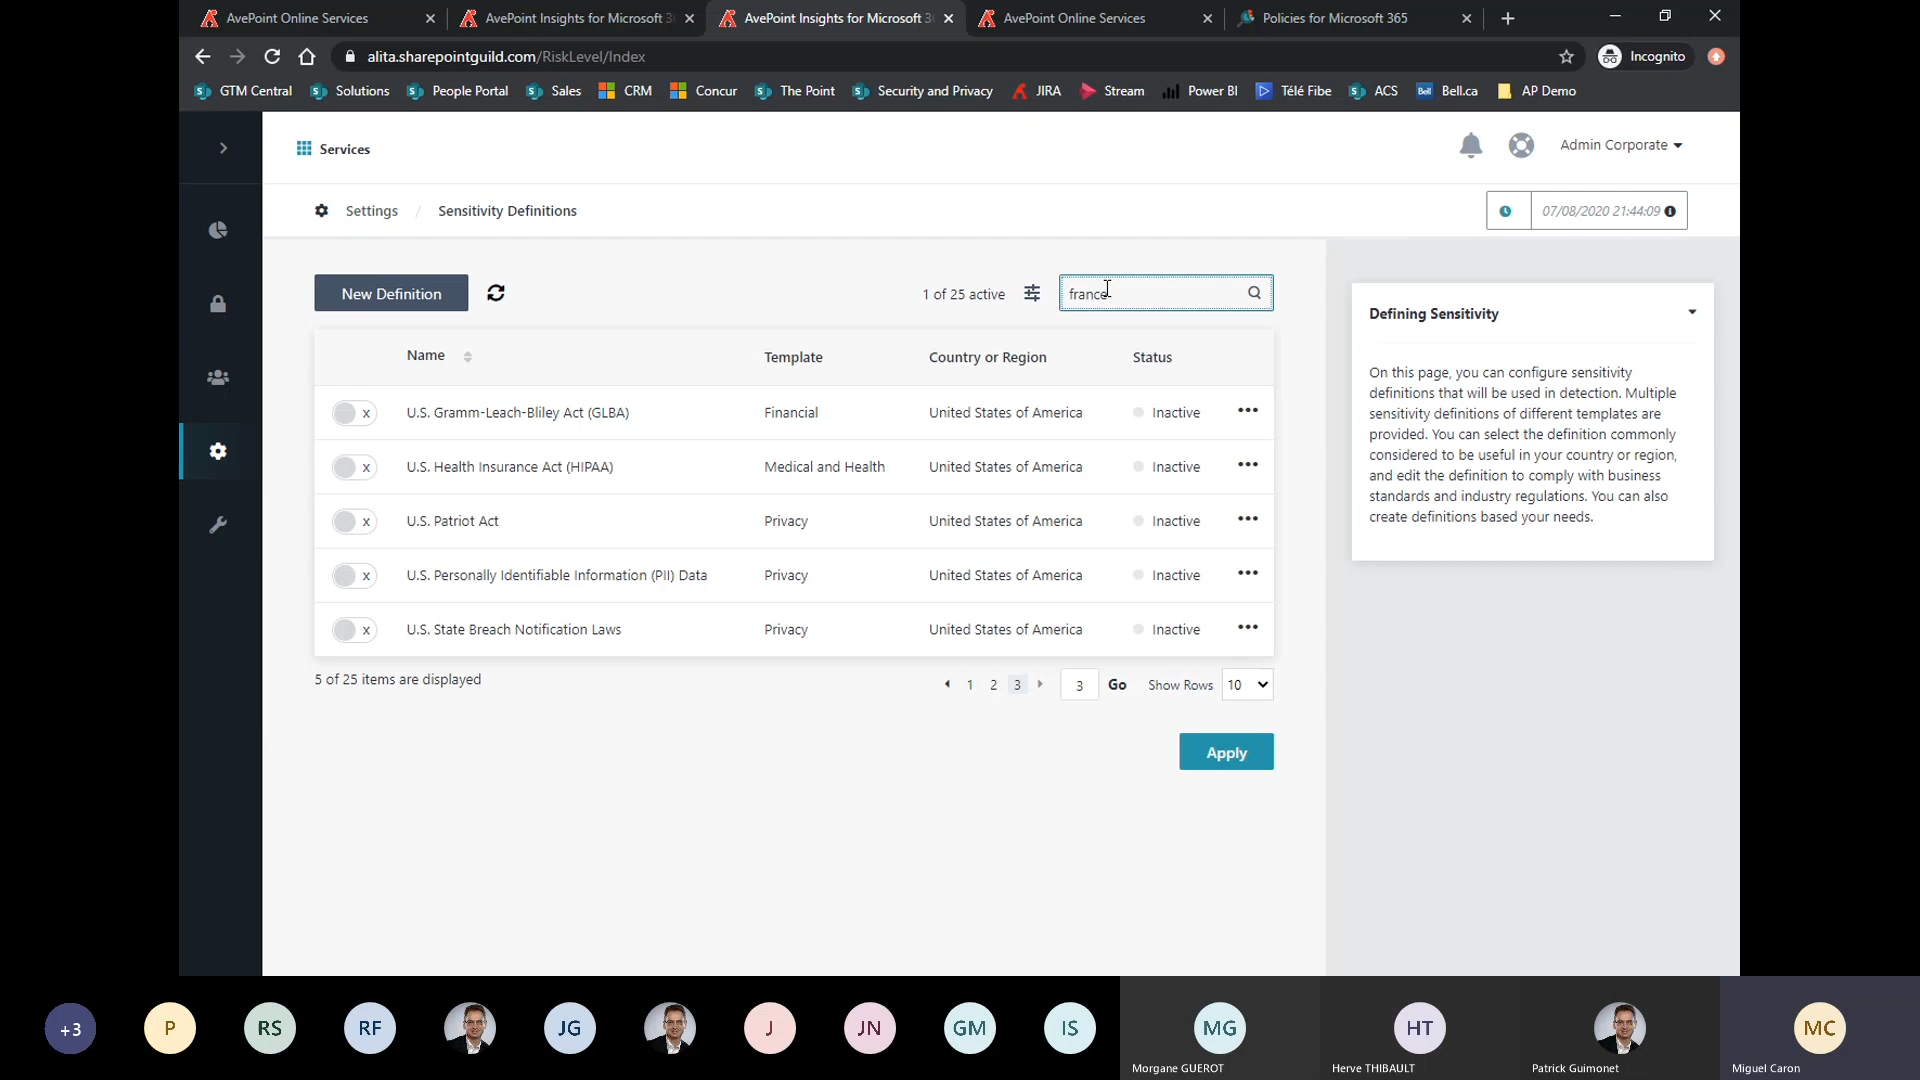 AvePoint Online Services
AvePoint Insights for Microsoft 3
AvePoint Insights for Microsoft 3
AvePoint Online Services
Policies for Microsoft 365
alita.sharepointguild.com/RiskLevel/Index
Incognito
GTM Central
Solutions
People Portal
Sales
CRM
Concur
The Point
Security and Privacy
JIRA
Stream
Power BI
Télé Fibe
ACS
Bell
Bell.ca
AP Demo
Services
Admin Corporate
Settings / Sensitivity Definitions
07/08/2020 21:44:09
New Definition
1 of 25 active
france
Name Template Country or Region Status
x U.S. Gramm-Leach-Bliley Act (GLBA) Financial United States of America Inactive
x U.S. Health Insurance Act (HIPAA) Medical and Health United States of America Inactive
x U.S. Patriot Act Privacy United States of America Inactive
x U.S. Personally Identifiable Information (PII) Data Privacy United States of America Inactive
x U.S. State Breach Notification Laws Privacy United States of America Inactive
5 of 25 items are displayed
1 2 3 3 Go Show Rows 10
Apply
Defining Sensitivity
On this page, you can configure sensitivity
definitions that will be used in detection. Multiple
sensitivity definitions of different templates are
provided. You can select the definition commonly
considered to be useful in your country or region,
and edit the definition to comply with business
standards and industry regulations. You can also
create definitions based your needs.
+3
P
RS
RF
JG
J
JN
GM
IS
MG
HT
MC
Morgane GUEROT
Herve THIBAULT
Patrick Guimonet
Miguel Caron